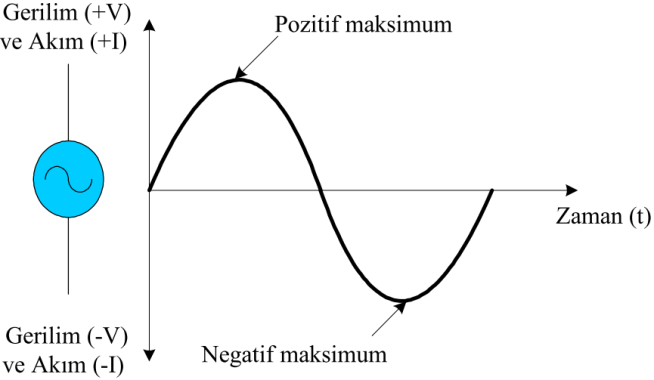 Gerilim (+V)
ve Akım (+I)
Pozitif maksimum
Zaman (t)
Gerilim (-V)
ve Akım (-I)
Negatif maksimum